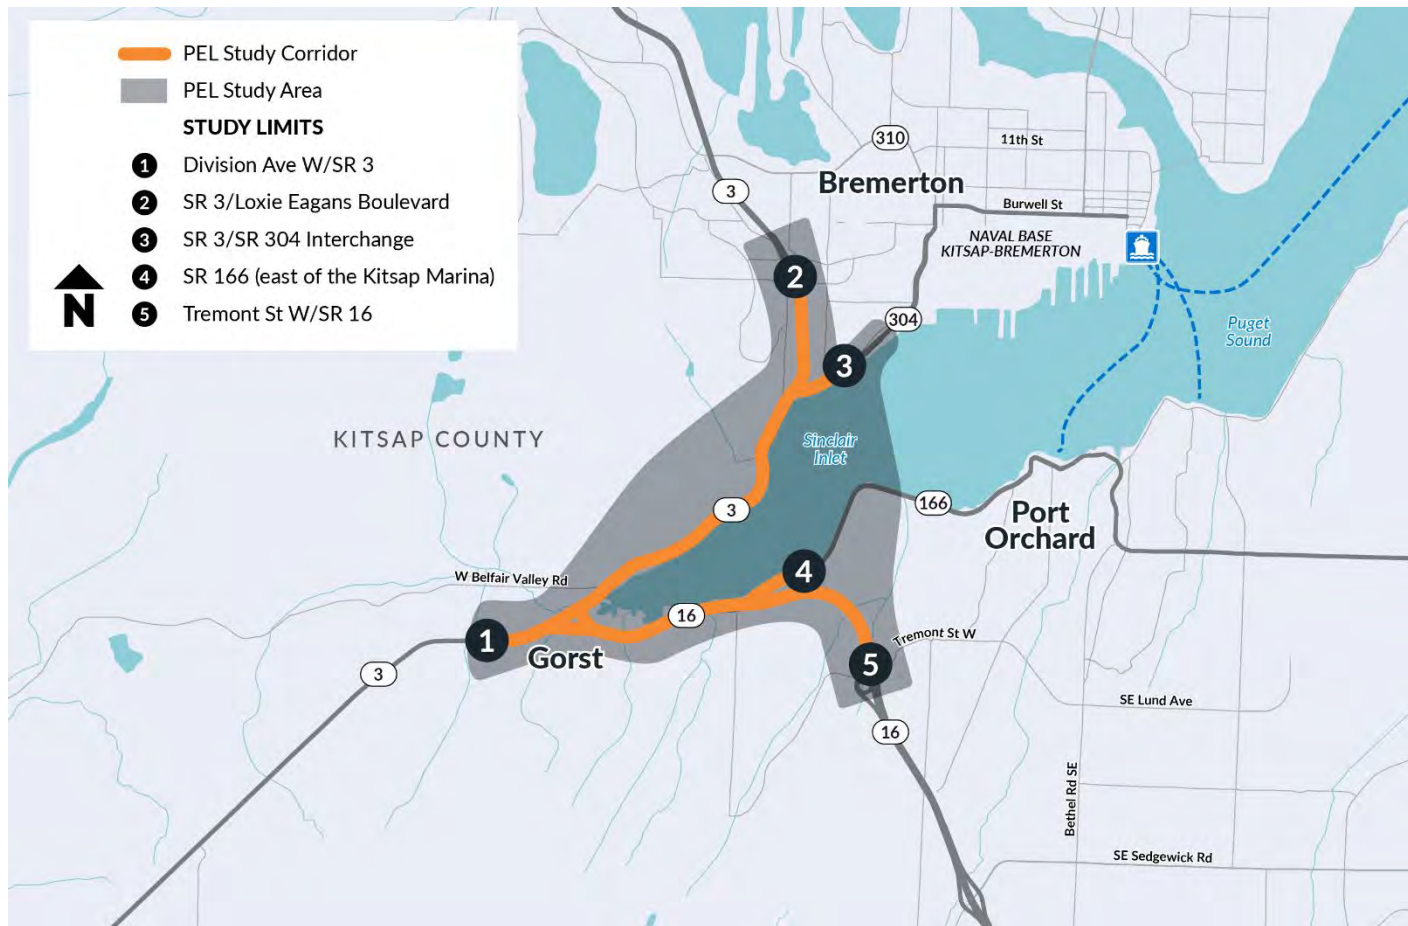 PEL Study Corridor
PEL Study Area
STUDY LIMITS
1 Division Ave W/SR 3
2 SR 3/Loxie Eagans Boulevard
3 SR 3/SR 304 Interchange
4 SR 166 (east of the Kitsap Marina)
5 Tremont St W/SR 16
N
310
11th St
3
Bremerton
Burwell St
NAVAL BASE
KITSAP-BREMERTON
2
304
Puget
Sound
3
KITSAP COUNTY
Sinclair
Inlet
3
166
Port
Orchard
4
W Belfair Valley Rd
16
1
Gorst
Tremont St W
5
3
SE Lund Ave
16
Bethel Rd SE
SE Sedgewick Rd